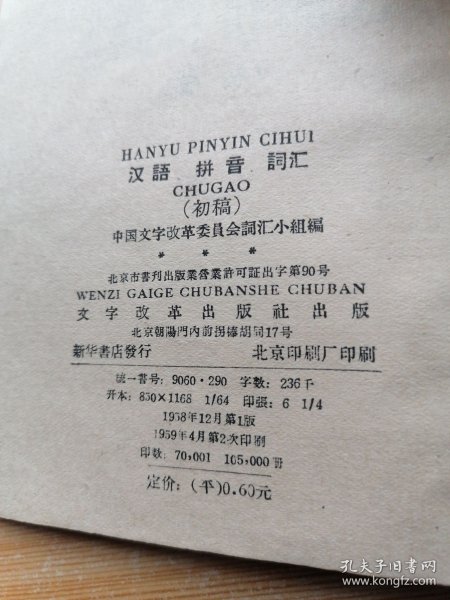 HANYU PINYIN CIHUI
汉語 拼音 詞汇
CHUGAO
(初稿)
中国文字改革委員会詞汇小組編
* * *
北京市書刊出版業营業許可証出字第90号
WENZI GAIGE CHUBANSHE CHUBAN
文字改革出版社出版
北京朝陽門內前拐棒胡同17号
新华書店發行 北京印刷厂印刷
統一書号: 9060·290 字数: 236千
开本: 850×1168 1/64 印張: 6 1/4
1958年12月第1版
1959年4月第2次印刷
印数: 70,001 105,000册
定价: (平)0.60元
孔夫子旧书网
www.kongfz.com